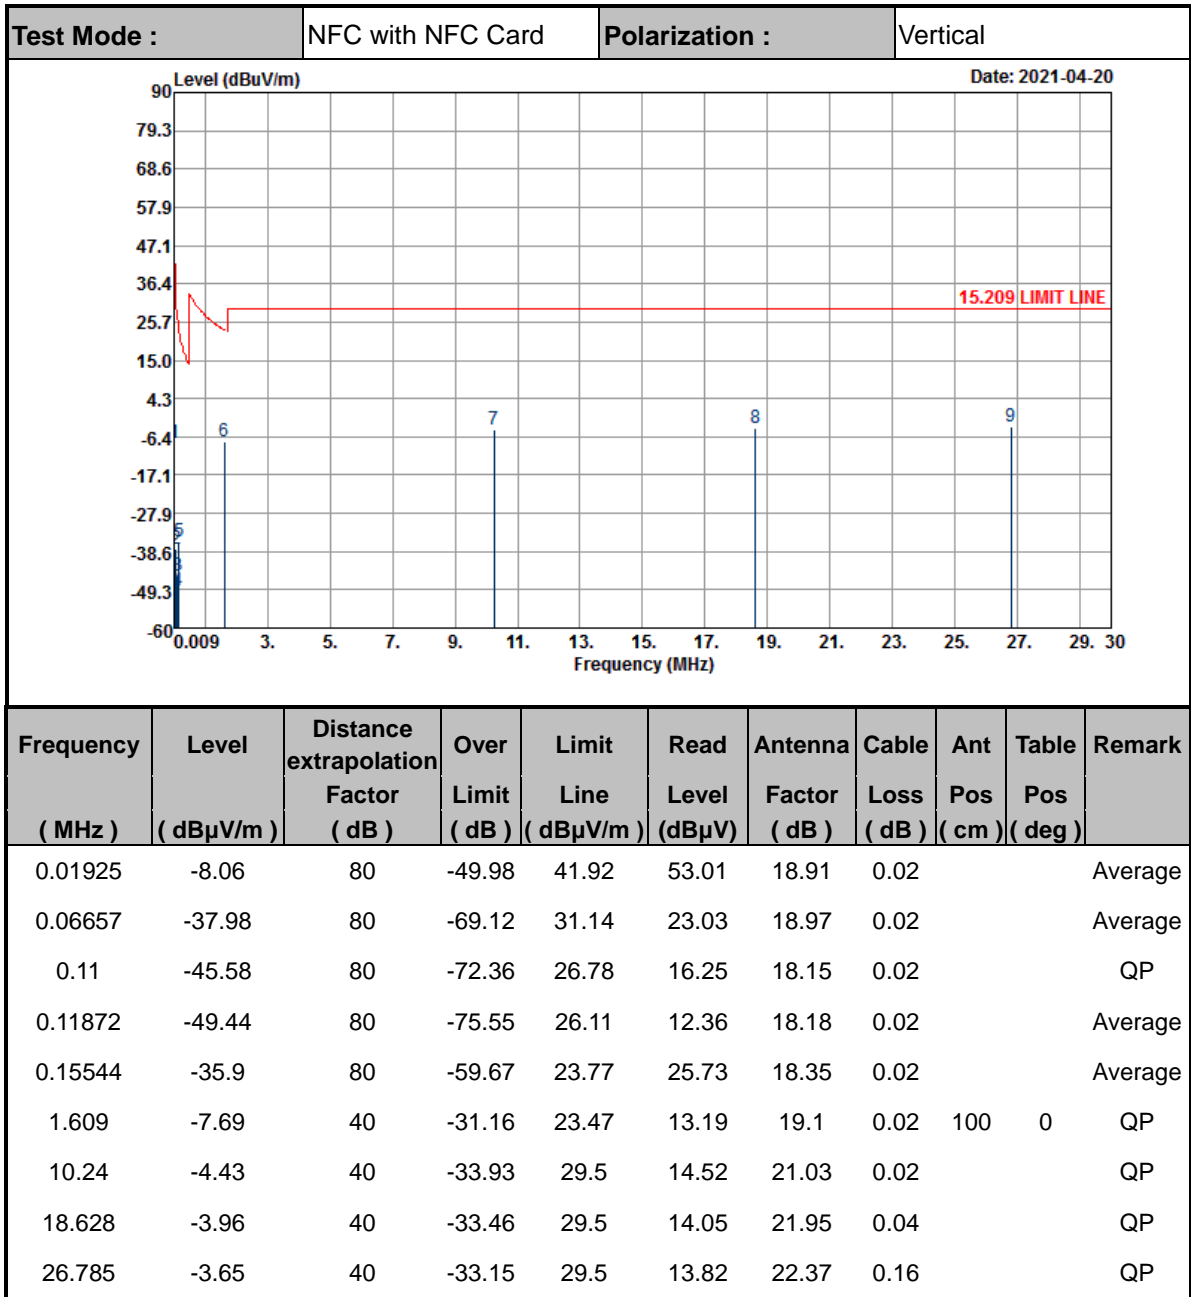 Test Mode : NFC with NFC Card Polarization : Vertical
Level (dBuV/m) Date: 2021-04-20
90
79.3
68.6
57.9
47.1
36.4
15.209 LIMIT LINE
25.7
15.0
4.3
7 8 9
6
-6.4
-17.1
-27.9
5
-38.6
-49.3
-60
0.009 3. 5. 7. 9. 11. 13. 15. 17. 19. 21. 23. 25. 27. 29. 30
Frequency (MHz)
Frequency Level Distance extrapolation Over Limit Read Antenna Cable Ant Table Remark
Factor Limit Line Level Factor Loss Pos Pos
( MHz ) ( dBµV/m ) ( dB ) ( dB ) ( dBµV/m ) (dBµV) ( dB ) ( dB ) ( cm ) ( deg )
0.01925 -8.06 80 -49.98 41.92 53.01 18.91 0.02 Average
0.06657 -37.98 80 -69.12 31.14 23.03 18.97 0.02 Average
0.11 -45.58 80 -72.36 26.78 16.25 18.15 0.02 QP
0.11872 -49.44 80 -75.55 26.11 12.36 18.18 0.02 Average
0.15544 -35.9 80 -59.67 23.77 25.73 18.35 0.02 Average
1.609 -7.69 40 -31.16 23.47 13.19 19.1 0.02 100 0 QP
10.24 -4.43 40 -33.93 29.5 14.52 21.03 0.02 QP
18.628 -3.96 40 -33.46 29.5 14.05 21.95 0.04 QP
26.785 -3.65 40 -33.15 29.5 13.82 22.37 0.16 QP